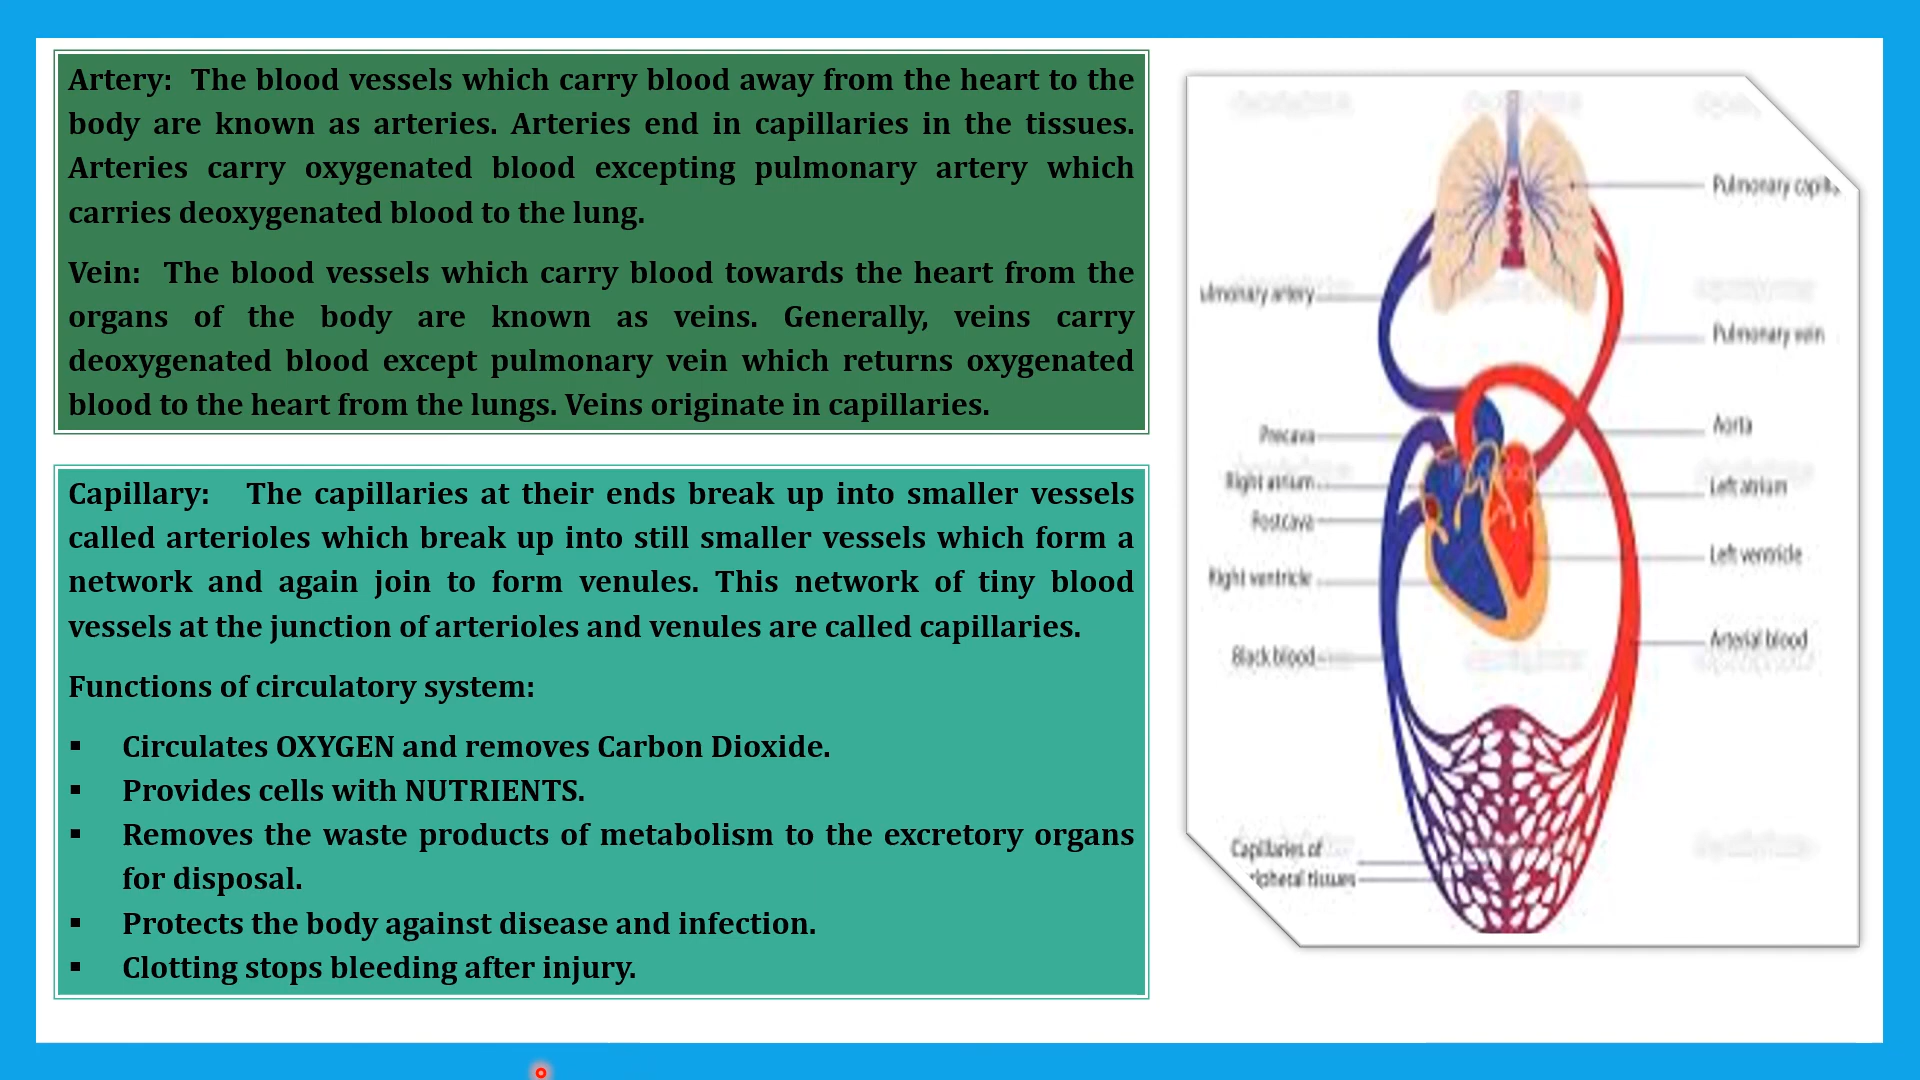 Artery: The blood vessels which carry blood away from the heart to the
body are known as arteries. Arteries end in capillaries in the tissues.
Arteries carry oxygenated blood excepting pulmonary artery which
carries deoxygenated blood to the lung.
Vein: The blood vessels which carry blood towards the heart from the
organs of the body are known as veins. Generally, veins carry
deoxygenated blood except pulmonary vein which returns oxygenated
blood to the heart from the lungs. Veins originate in capillaries.
Capillary: The capillaries at their ends break up into smaller vessels
called arterioles which break up into still smaller vessels which form a
network and again join to form venules. This network of tiny blood
vessels at the junction of arterioles and venules are called capillaries.
Functions of circulatory system:
▪ Circulates OXYGEN and removes Carbon Dioxide.
▪ Provides cells with NUTRIENTS.
▪ Removes the waste products of metabolism to the excretory organs
for disposal.
▪ Protects the body against disease and infection.
▪ Clotting stops bleeding after injury.
Pulmonary
ulmonary artery
Pulmonary vein
Precava
Aorta
Right atrium
Left atrium
Postcava
Left ventricle
Right ventricle
Black blood
Arterial blood
Capillaries of
ripheral tissues